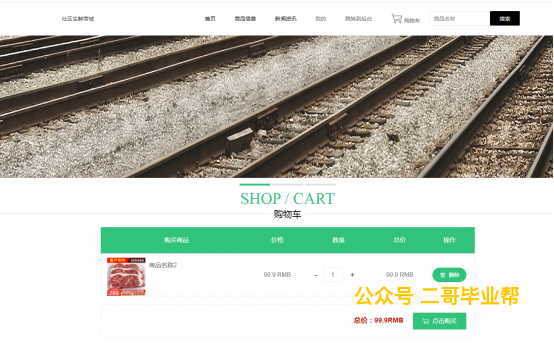 社区生鲜商城 首页 商品信息 新闻资讯 我的 跳转到后台 购物车 商品名称 搜索
SHOP / CART
购物车
购买商品 价格 数量 总价 操作
商品名称2
99.9 RMB - 1 + 99.9 RMB 删除
公众号 二哥毕业帮
总价：99.9RMB 点击购买